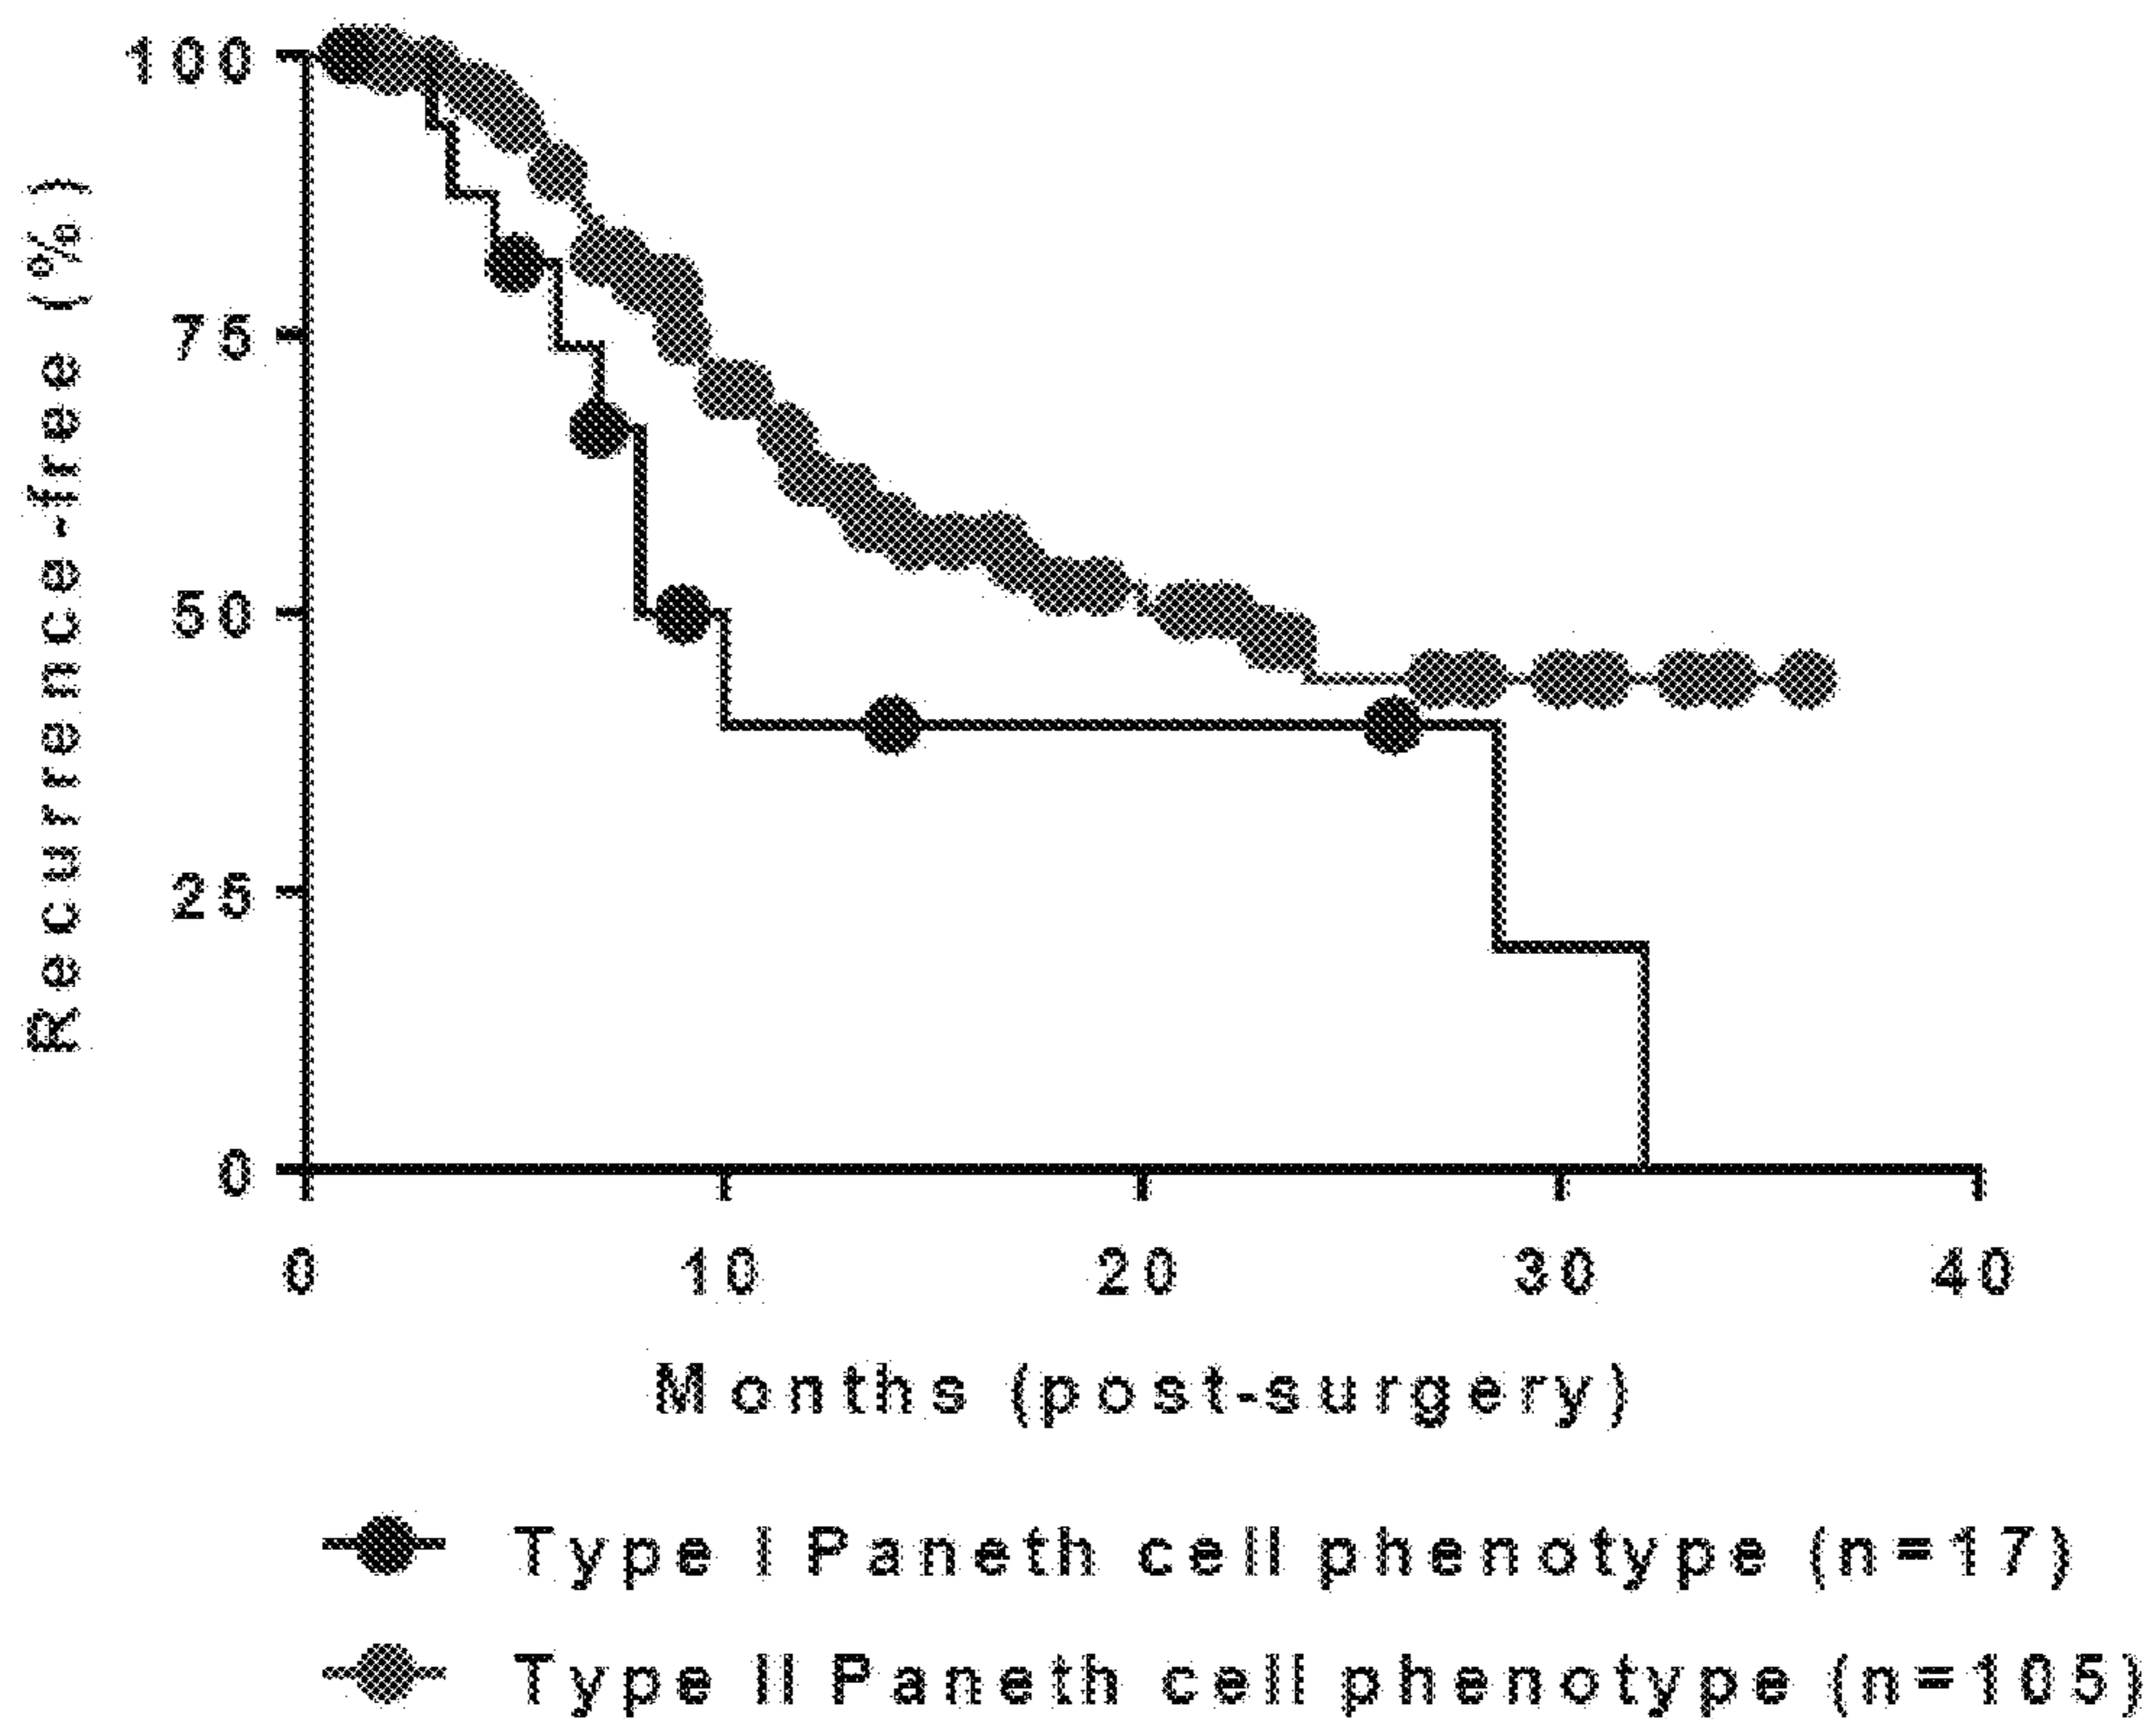 Recurrence-free (%)
100
75
50
25
0
0 10 20 30 40
Months (post-surgery)
Type I Paneth cell phenotype (n=17)
Type II Paneth cell phenotype (n=105)